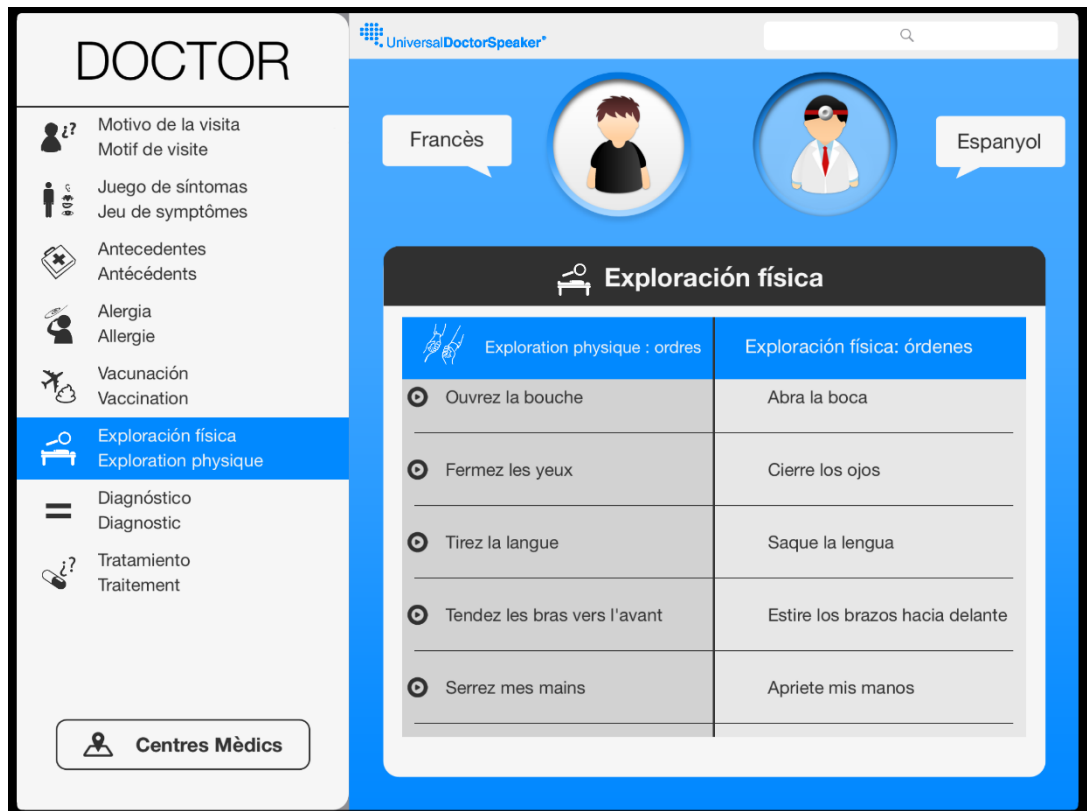 DOCTOR
¿?
Motivo de la visita
Motif de visite
Juego de síntomas
Jeu de symptômes
Antecedentes
Antécédents
Alergia
Allergie
Vacunación
Vaccination
Exploración física
Exploration physique
Diagnóstico
Diagnostic
¿?
Tratamiento
Traitement
Centres Mèdics
UniversalDoctorSpeaker
Francès
Espanyol
Exploración física
Exploration physique : ordres
Exploración física: órdenes
Ouvrez la bouche
Abra la boca
Fermez les yeux
Cierre los ojos
Tirez la langue
Saque la lengua
Tendez les bras vers l'avant
Estire los brazos hacia delante
Serrez mes mains
Apriete mis manos